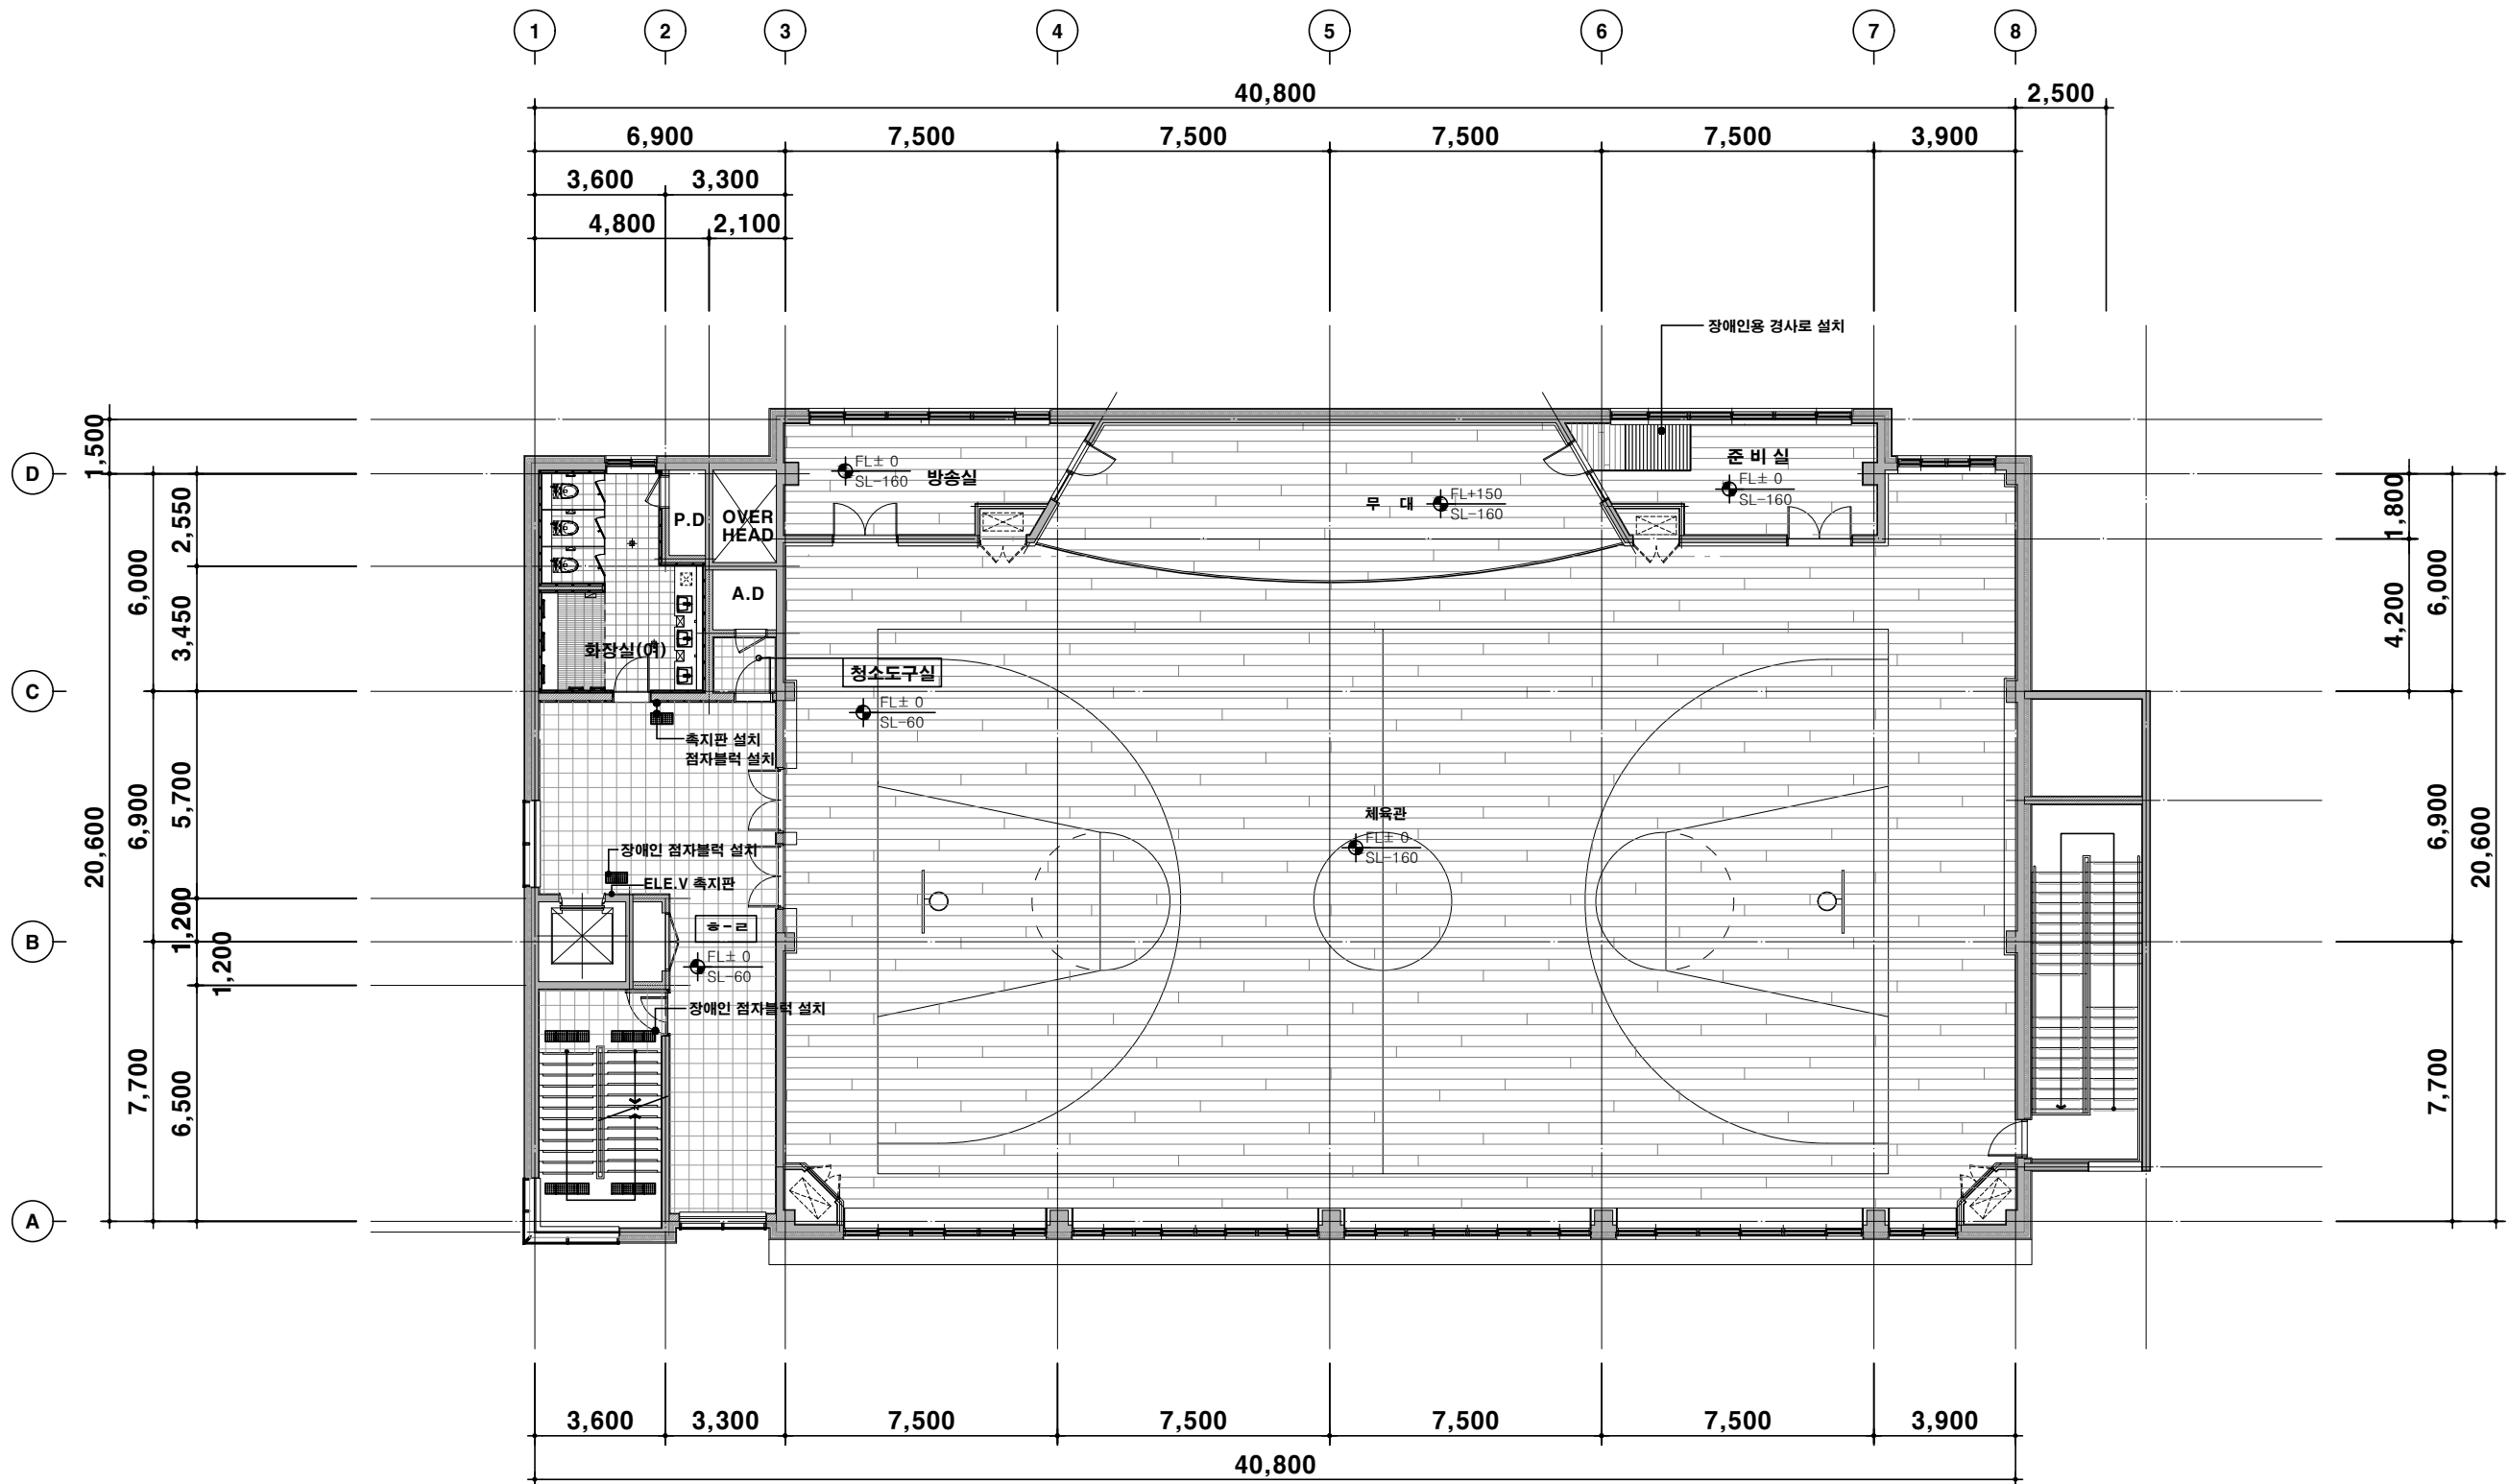 1 2 3 4 5 6 7 8
40,800 2,500
6,900 7,500 7,500 7,500 7,500 3,900
3,600 3,300
4,800 2,100
장애인용 경사로 설치
1,500
D
2,550
6,000
3,450
C
5,700
6,900
20,600
1,200
B
1,200
7,700
6,500
A
FL± 0
SL-160
방송실
무 대
FL+150
SL-160
준 비 실
FL± 0
SL-160
P.D
OVER
HEAD
A.D
화장실(여)
청소도구실
FL± 0
SL-60
촉지판 설치
점자블럭 설치
체육관
FL± 0
SL-160
장애인 점자블럭 설치
ELE.V 촉지판
홀
FL± 0
SL-60
장애인 점자블럭 설치
1,800
6,000
4,200
6,900
20,600
7,700
3,600 3,300 7,500 7,500 7,500 7,500 3,900
40,800